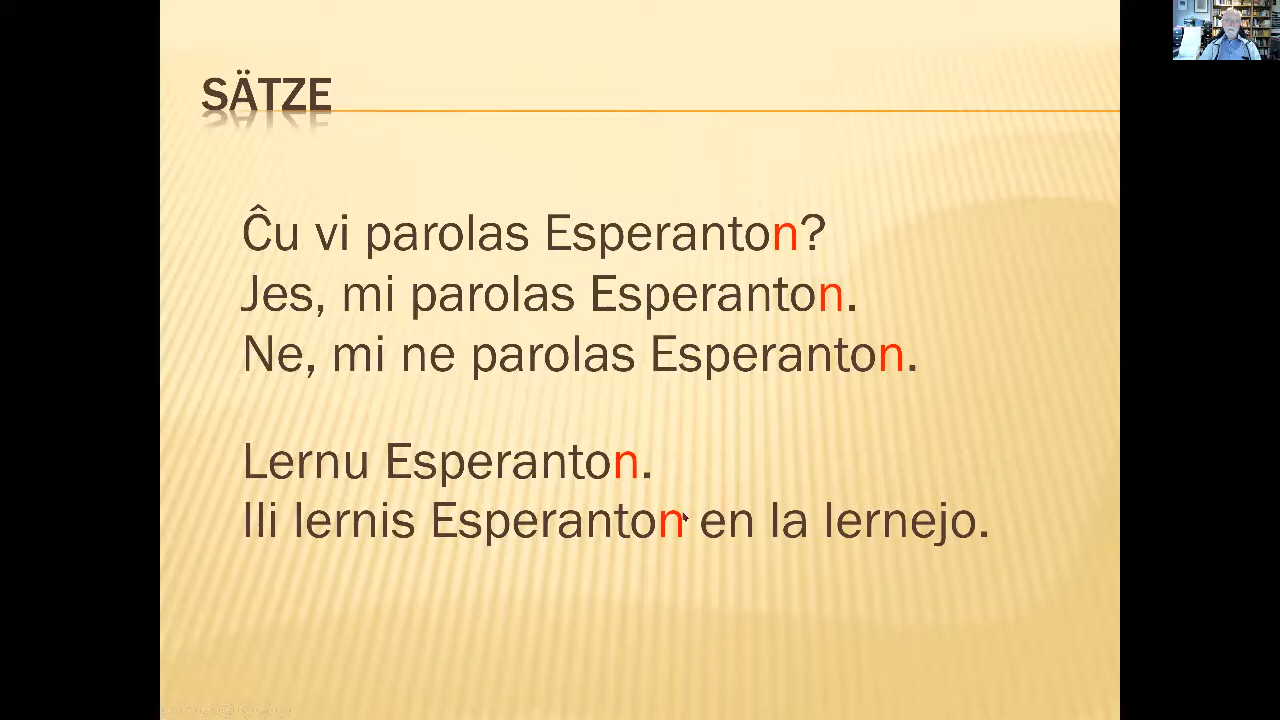 SÄTZE
Ĉu vi parolas Esperanton?
Jes, mi parolas Esperanton.
Ne, mi ne parolas Esperanton.
Lernu Esperanton.
Ili lernis Esperanton en la lernejo.